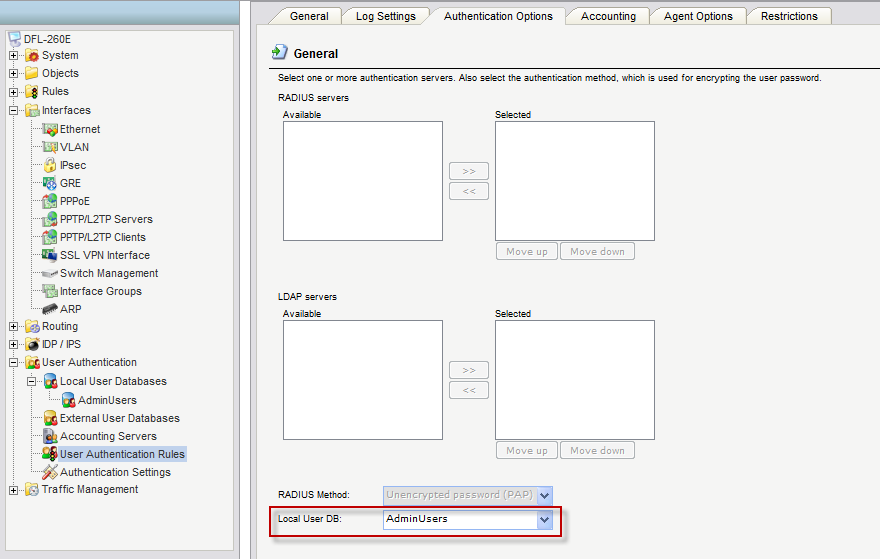 General Log Settings Authentication Options Accounting Agent Options Restrictions
DFL-260E
System
Objects
Rules
Interfaces
Ethernet
VLAN
IPsec
GRE
PPPoE
PPTP/L2TP Servers
PPTP/L2TP Clients
SSL VPN Interface
Switch Management
Interface Groups
ARP
Routing
IDP / IPS
User Authentication
Local User Databases
AdminUsers
External User Databases
Accounting Servers
User Authentication Rules
Authentication Settings
Traffic Management
General
Select one or more authentication servers. Also select the authentication method, which is used for encrypting the user password.
RADIUS servers
Available Selected
>>
<<
Move up Move down
LDAP servers
Available Selected
>>
<<
Move up Move down
RADIUS Method: Unencrypted password (PAP)
Local User DB: AdminUsers